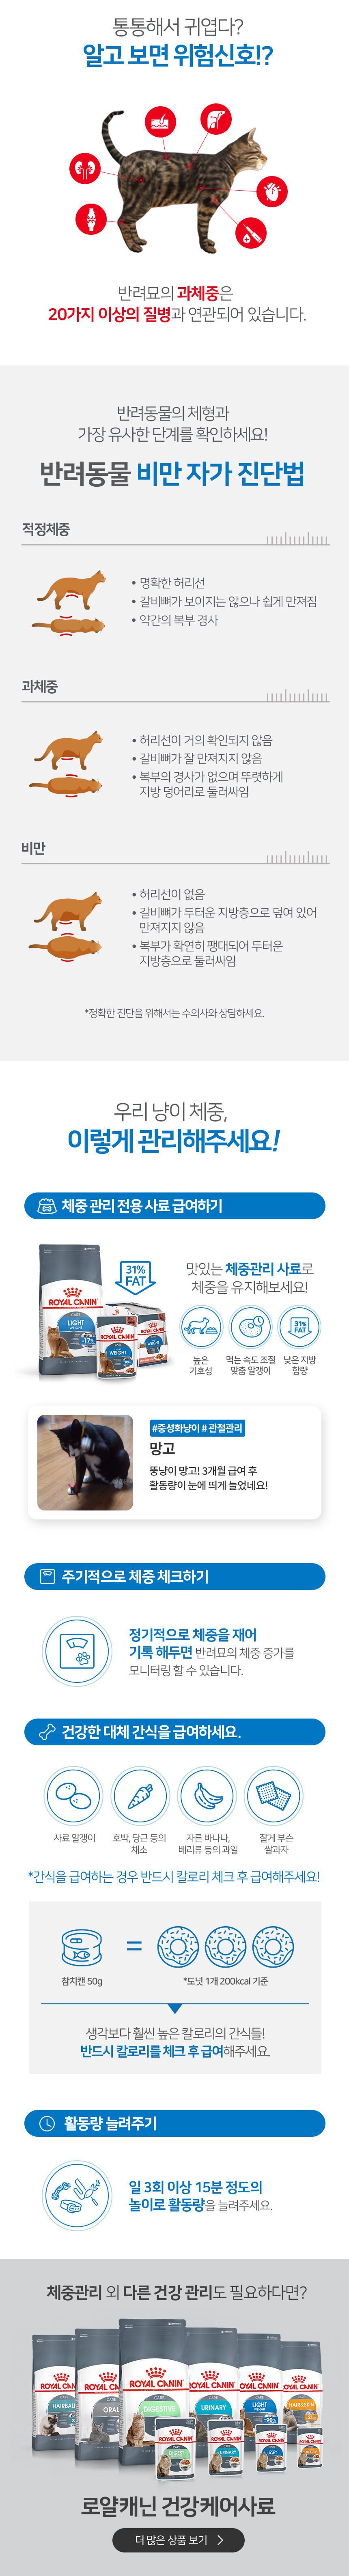 통통해서 귀엽다?
알고 보면 위험신호!?
반려묘의 과체중은
20가지 이상의 질병과 연관되어 있습니다.
반려동물의 체형과
가장 유사한 단계를 확인하세요!
반려동물 비만 자가 진단법
적정체중
• 명확한 허리선
• 갈비뼈가 보이지는 않으나 쉽게 만져짐
• 약간의 복부 경사
과체중
• 허리선이 거의 확인되지 않음
• 갈비뼈가 잘 만져지지 않음
• 복부의 경사가 없으며 뚜렷하게
지방 덩어리로 둘러싸임
비만
• 허리선이 없음
• 갈비뼈가 두터운 지방층으로 덮여 있어
만져지지 않음
• 복부가 확연히 팽대되어 두터운
지방층으로 둘러싸임
*정확한 진단을 위해서는 수의사와 상담하세요.
우리 냥이 체중,
이렇게 관리해주세요!
체중 관리 전용 사료 급여하기
31%
FAT
ROYAL CANIN
LIGHT
WEIGHT
-17%
ROYAL CANIN
WEIGHT
맛있는 체중관리 사료로
체중을 유지해보세요!
31%
FAT
높은
기호성
먹는 속도 조절
맞춤 알갱이
낮은 지방
함량
#중성화냥이 # 관절관리
망고
뚱냥이 망고! 3개월 급여 후
활동량이 눈에 띄게 늘었네요!
주기적으로 체중 체크하기
정기적으로 체중을 재어
기록 해두면 반려묘의 체중 증가를
모니터링 할 수 있습니다.
건강한 대체 간식을 급여하세요.
사료 알갱이
호박, 당근 등의
채소
자른 바나나,
베리류 등의 과일
잘게 부순
쌀과자
*간식을 급여하는 경우 반드시 칼로리 체크 후 급여해주세요!
=
참치캔 50g
*도넛 1개 200kcal 기준
생각보다 훨씬 높은 칼로리의 간식들!
반드시 칼로리를 체크 후 급여해주세요.
활동량 늘려주기
일 3회 이상 15분 정도의
놀이로 활동량을 늘려주세요.
체중관리 외 다른 건강 관리도 필요하다면?
ROYAL CANIN
DIGESTIVE
URINARY
LIGHT
로얄캐닌 건강케어사료
더 많은 상품 보기 >